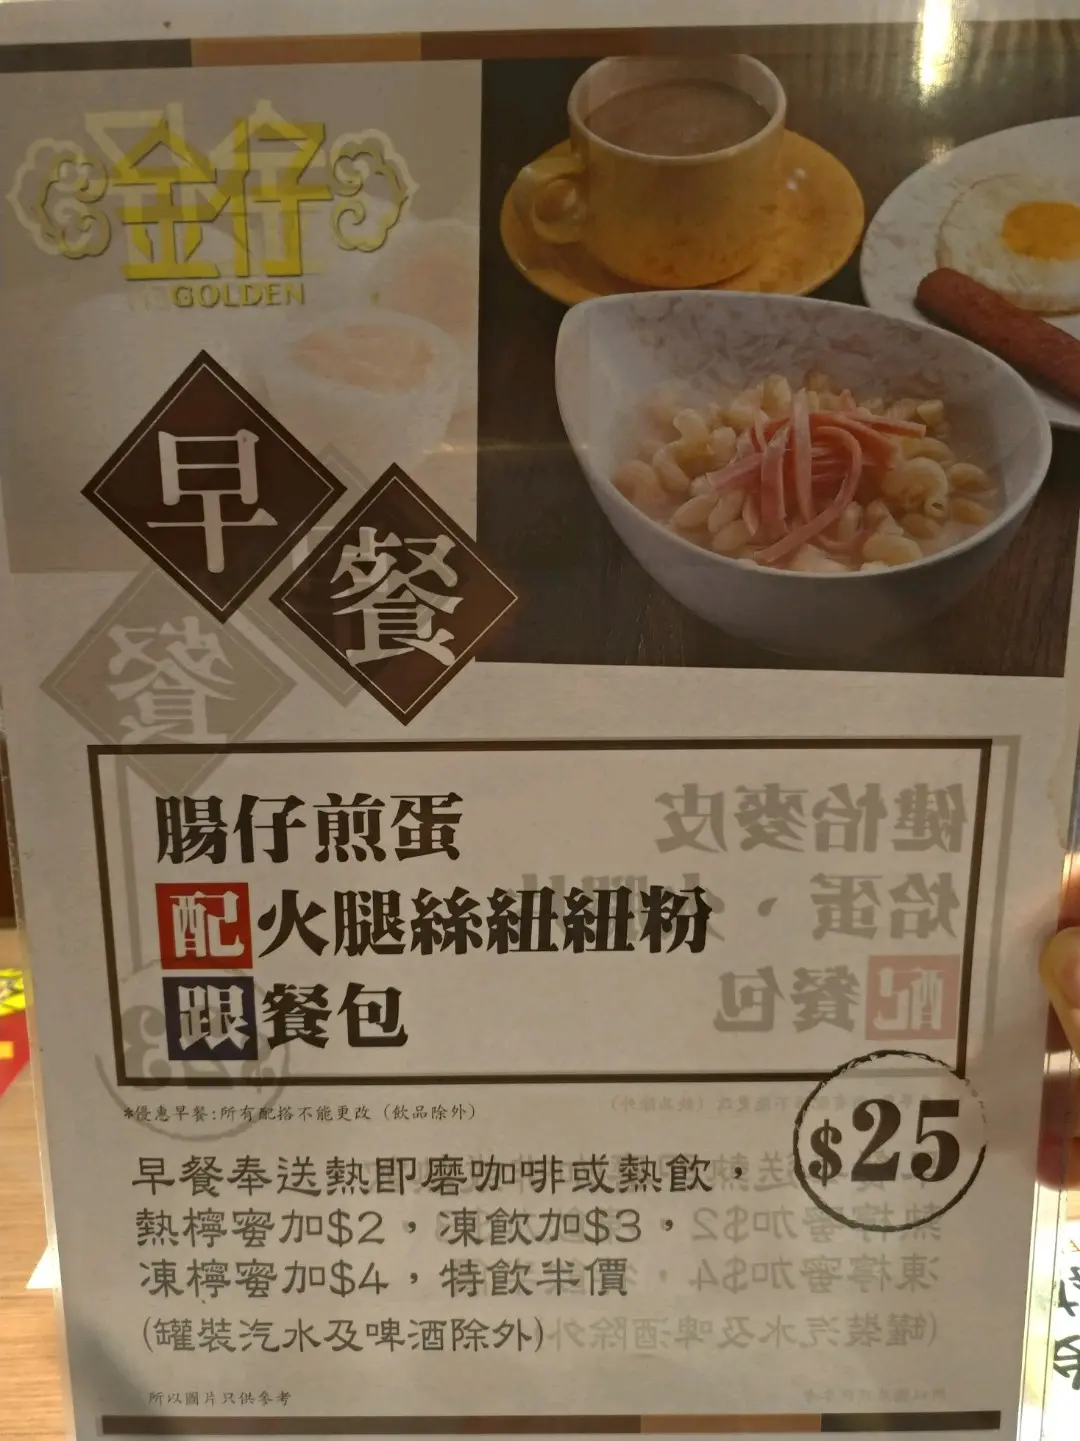 金仔
GOLDEN
早餐
腸仔煎蛋
配火腿絲紐紐粉
跟餐包
*優惠早餐:所有配搭不能更改（飲品除外）
$25
早餐奉送熱即磨咖啡或熱飲，
熱檸蜜加$2，凍飲加$3，
凍檸蜜加$4，特飲半價
(罐裝汽水及啤酒除外)
所以圖片只供參考